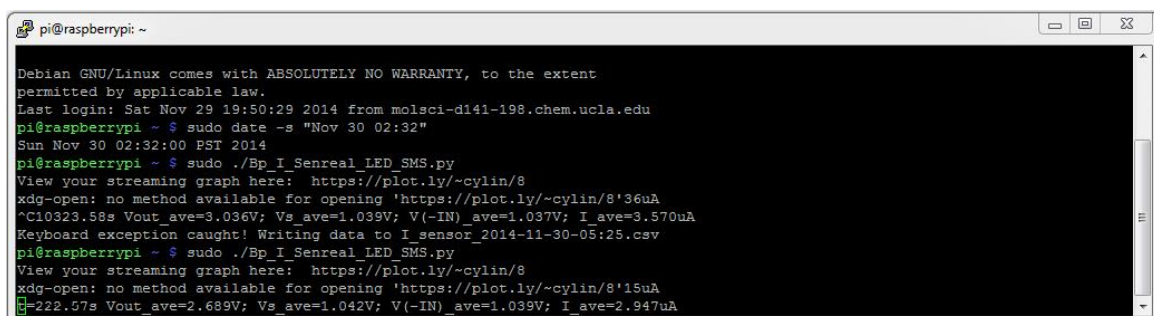 pi@raspberrypi: ~
Debian GNU/Linux comes with ABSOLUTELY NO WARRANTY, to the extent
permitted by applicable law.
Last login: Sat Nov 29 19:50:29 2014 from molsci-d141-198.chem.ucla.edu
pi@raspberrypi ~ $ sudo date -s "Nov 30 02:32"
Sun Nov 30 02:32:00 PST 2014
pi@raspberrypi ~ $ sudo ./Bp_I_Senreal_LED_SMS.py
View your streaming graph here:  https://plot.ly/~cylin/8
xdg-open: no method available for opening 'https://plot.ly/~cylin/8'36uA
^C10323.58s Vout_ave=3.036V; Vs_ave=1.039V; V(-IN)_ave=1.037V; I_ave=3.570uA
Keyboard exception caught! Writing data to I_sensor_2014-11-30-05:25.csv
pi@raspberrypi ~ $ sudo ./Bp_I_Senreal_LED_SMS.py
View your streaming graph here:  https://plot.ly/~cylin/8
xdg-open: no method available for opening 'https://plot.ly/~cylin/8'15uA
t=222.57s Vout_ave=2.689V; Vs_ave=1.042V; V(-IN)_ave=1.039V; I_ave=2.947uA